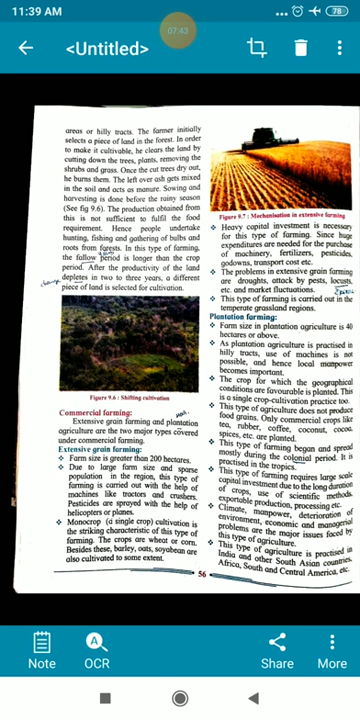 11:39 AM
78
07:43
<Untitled>
areas or hilly tracts. The farmer initially
selects a piece of land in the forest. In order
to make it cultivable, he clears the land by
cutting down the trees, plants, removing the
shrubs and grass. Once the cut trees dry out,
he burns them. The left over ash gets mixed
in the soil and acts as manure. Sowing and
harvesting is done before the rainy season
(See fig 9.6). The production obtained from
this is not sufficient to fulfil the food
requirement. Hence people undertake
hunting, fishing and gathering of bulbs and
roots from forests. In this type of farming,
the fallow period is longer than the crop
period. After the productivity of the land
depletes in two to three years, a different
piece of land is selected for cultivation.
Figure 9.6 : Shifting cultivation
Commercial farming:
Extensive grain farming and plantation
agriculture are the two major types covered
under commercial farming.
Extensive grain farming:
❖ Farm size is greater than 200 hectares.
❖ Due to large farm size and sparse
population in the region, this type of
farming is carried out with the help of
machines like tractors and crushers.
Pesticides are sprayed with the help of
helicopters or planes.
❖ Monocrop (a single crop) cultivation is
the striking characteristic of this type of
farming. The crops are wheat or corn.
Besides these, barley, oats, soyabean are
also cultivated to some extent.
Figure 9.7 : Mechanisation in extensive farming
❖ Heavy capital investment is necessary
for this type of farming. Since huge
expenditures are needed for the purchase
of machinery, fertilizers, pesticides,
godowns, transport cost etc.
❖ The problems in extensive grain farming
are droughts, attack by pests, locusts,
etc. and market fluctuations.
❖ This type of farming is carried out in the
temperate grassland regions.
Plantation farming:
❖ Farm size in plantation agriculture is 40
hectares or above.
❖ As plantation agriculture is practised in
hilly tracts, use of machines is not
possible, and hence local manpower
becomes important.
❖ The crop for which the geographical
conditions are favourable is planted. This
is a single crop-cultivation practice too.
❖ This type of agriculture does not produce
food grains. Only commercial crops like
tea, rubber, coffee, coconut, cocoa,
spices, etc. are planted.
❖ This type of farming began and spread
mostly during the colonial period. It is
practised in the tropics.
❖ This type of farming requires large scale
capital investment due to the long duration
of crops, use of scientific methods,
exportable production, processing etc.
❖ Climate, manpower, deterioration of
environment, economic and managerial
problems are the major issues faced by
this type of agriculture.
❖ This type of agriculture is practised in
India and other South Asian countries,
Africa, South and Central America, etc.
56
Note
OCR
Share
More